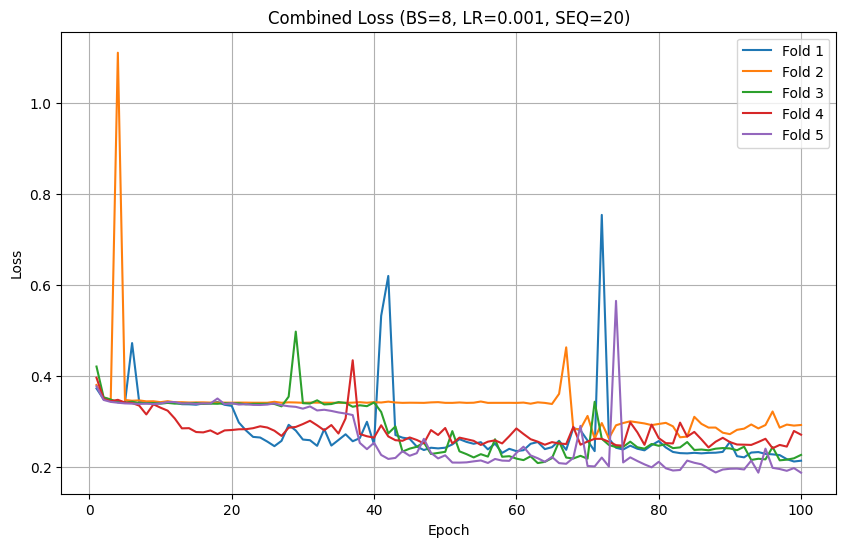 Combined Loss (BS=8, LR=0.001, SEQ=20)
Fold 1
Fold 2
Fold 3
Fold 4
Fold 5
1.0
0.8
0.6
0.4
0.2
Loss
0 20 40 60 80 100
Epoch